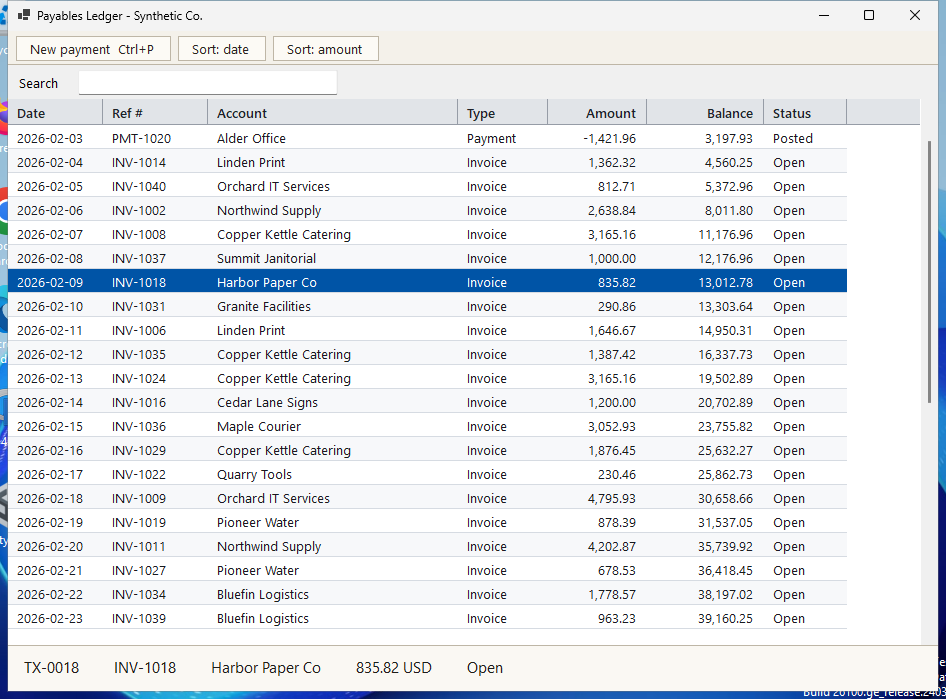 Payables Ledger - Synthetic Co.
New payment Ctrl+P Sort: date Sort: amount
Search
Date Ref # Account Type Amount Balance Status
2026-02-03 PMT-1020 Alder Office Payment -1,421.96 3,197.93 Posted
2026-02-04 INV-1014 Linden Print Invoice 1,362.32 4,560.25 Open
2026-02-05 INV-1040 Orchard IT Services Invoice 812.71 5,372.96 Open
2026-02-06 INV-1002 Northwind Supply Invoice 2,638.84 8,011.80 Open
2026-02-07 INV-1008 Copper Kettle Catering Invoice 3,165.16 11,176.96 Open
2026-02-08 INV-1037 Summit Janitorial Invoice 1,000.00 12,176.96 Open
2026-02-09 INV-1018 Harbor Paper Co Invoice 835.82 13,012.78 Open
2026-02-10 INV-1031 Granite Facilities Invoice 290.86 13,303.64 Open
2026-02-11 INV-1006 Linden Print Invoice 1,646.67 14,950.31 Open
2026-02-12 INV-1035 Copper Kettle Catering Invoice 1,387.42 16,337.73 Open
2026-02-13 INV-1024 Copper Kettle Catering Invoice 3,165.16 19,502.89 Open
2026-02-14 INV-1016 Cedar Lane Signs Invoice 1,200.00 20,702.89 Open
2026-02-15 INV-1036 Maple Courier Invoice 3,052.93 23,755.82 Open
2026-02-16 INV-1029 Copper Kettle Catering Invoice 1,876.45 25,632.27 Open
2026-02-17 INV-1022 Quarry Tools Invoice 230.46 25,862.73 Open
2026-02-18 INV-1009 Orchard IT Services Invoice 4,795.93 30,658.66 Open
2026-02-19 INV-1019 Pioneer Water Invoice 878.39 31,537.05 Open
2026-02-20 INV-1011 Northwind Supply Invoice 4,202.87 35,739.92 Open
2026-02-21 INV-1027 Pioneer Water Invoice 678.53 36,418.45 Open
2026-02-22 INV-1034 Bluefin Logistics Invoice 1,778.57 38,197.02 Open
2026-02-23 INV-1039 Bluefin Logistics Invoice 963.23 39,160.25 Open
TX-0018 INV-1018 Harbor Paper Co 835.82 USD Open